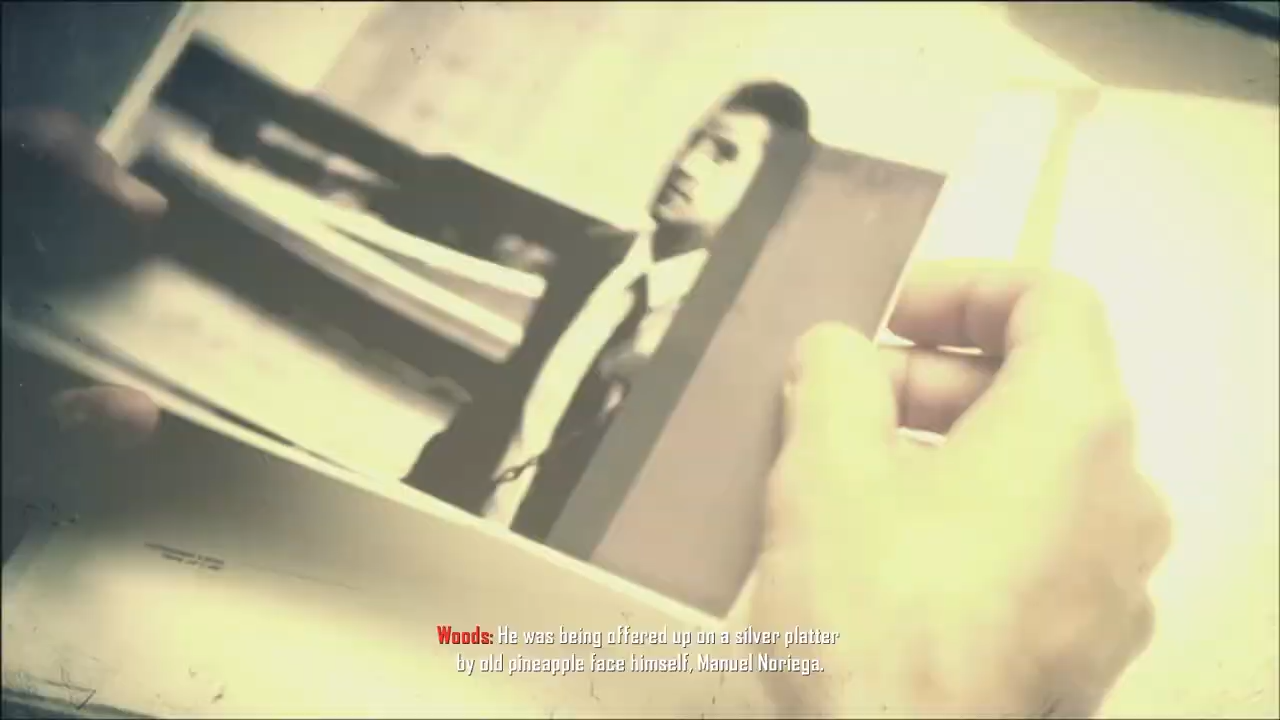 Woods: He was being offered up on a silver platter
by old pineapple face himself, Manuel Noriega.